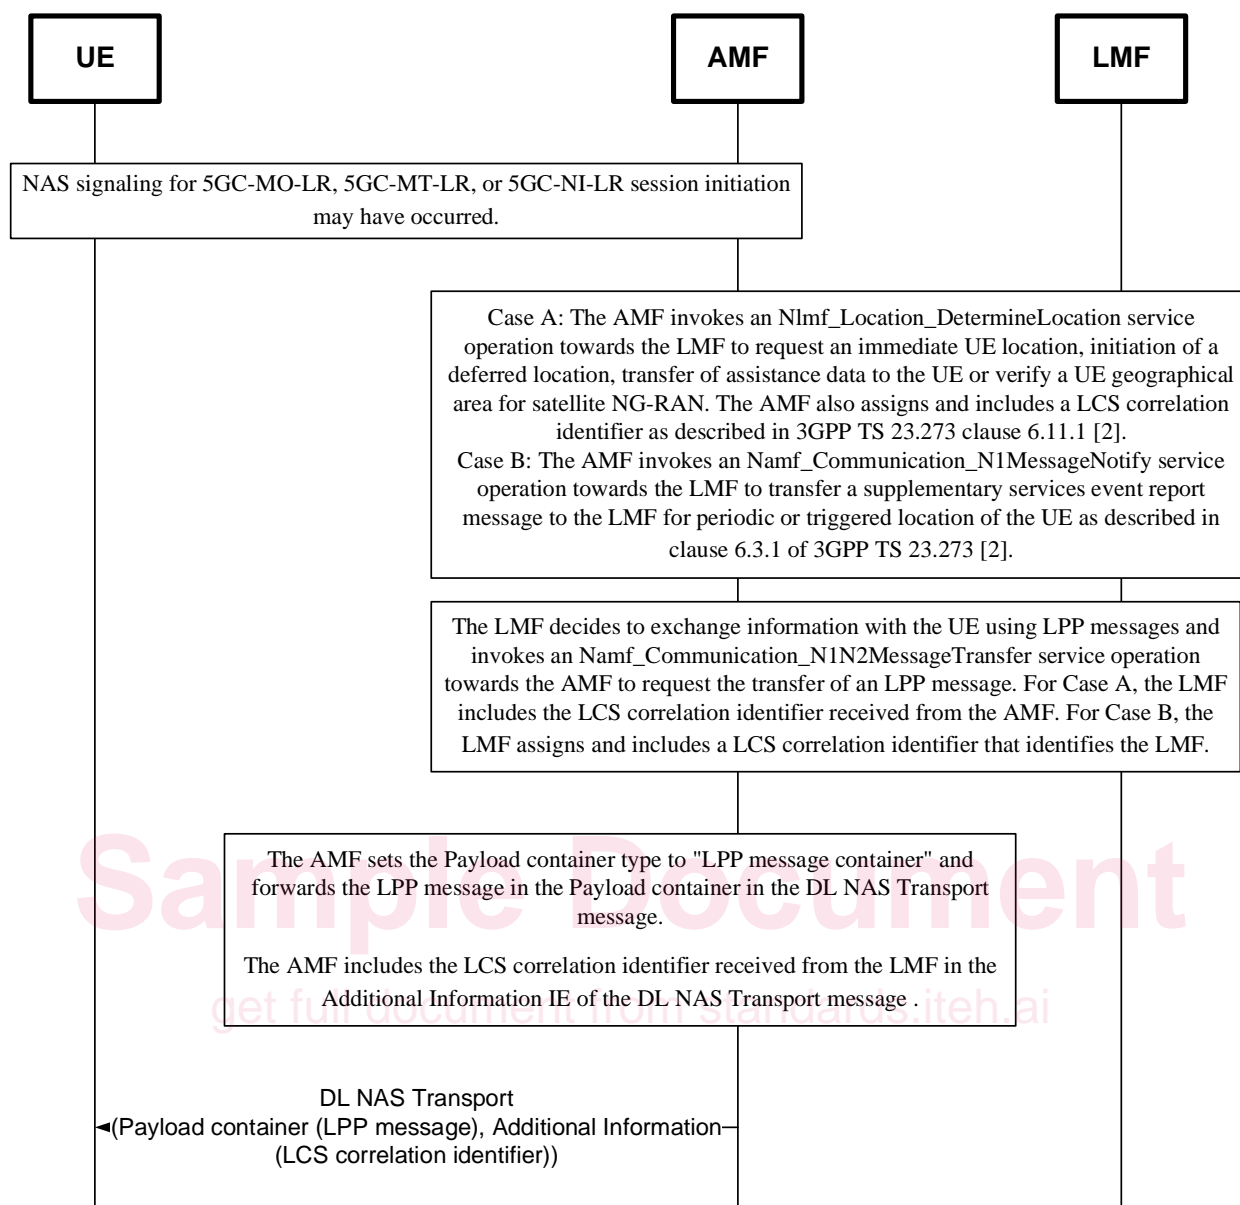 UE
AMF
LMF
NAS signaling for 5GC-MO-LR, 5GC-MT-LR, or 5GC-NI-LR session initiation
may have occurred.
Case A: The AMF invokes an Nlmf_Location_DetermineLocation service
operation towards the LMF to request an immediate UE location, initiation of a
deferred location, transfer of assistance data to the UE or verify a UE geographical
area for satellite NG-RAN. The AMF also assigns and includes a LCS correlation
identifier as described in 3GPP TS 23.273 clause 6.11.1 [2].
Case B: The AMF invokes an Namf_Communication_N1MessageNotify service
operation towards the LMF to transfer a supplementary services event report
message to the LMF for periodic or triggered location of the UE as described in
clause 6.3.1 of 3GPP TS 23.273 [2].
The LMF decides to exchange information with the UE using LPP messages and
invokes an Namf_Communication_N1N2MessageTransfer service operation
towards the AMF to request the transfer of an LPP message. For Case A, the LMF
includes the LCS correlation identifier received from the AMF. For Case B, the
LMF assigns and includes a LCS correlation identifier that identifies the LMF.
Sample Document
The AMF sets the Payload container type to "LPP message container" and
forwards the LPP message in the Payload container in the DL NAS Transport
message.
The AMF includes the LCS correlation identifier received from the LMF in the
Additional Information IE of the DL NAS Transport message .
get full document from standards.iteh.ai
DL NAS Transport
(Payload container (LPP message), Additional Information
(LCS correlation identifier))